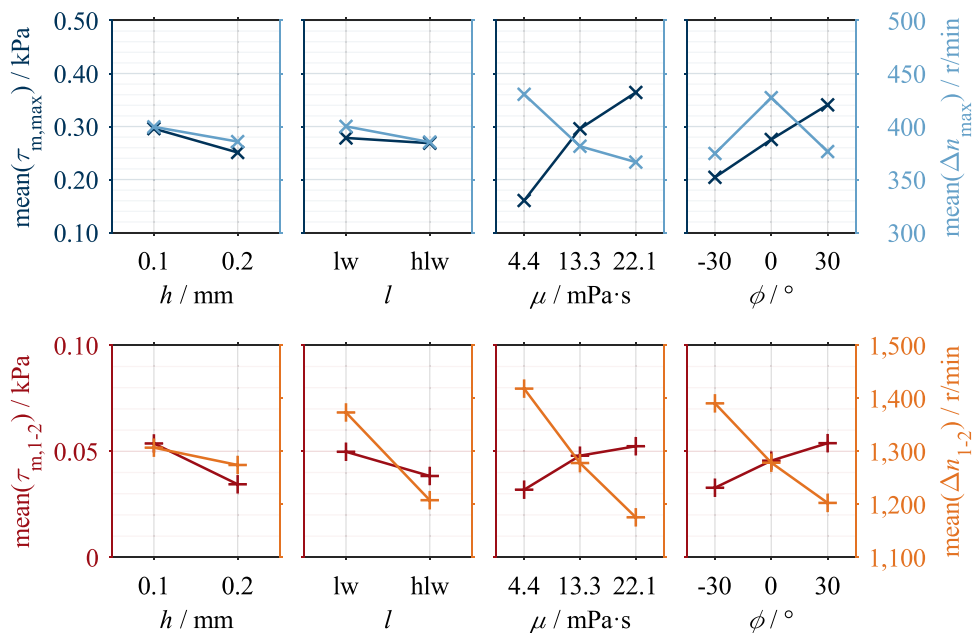 mean(τm,max) / kPa
0.50
0.40
0.30
0.20
0.10
500
450
400
350
300
mean(Δnmax) / r/min
0.1 0.2
lw hlw
4.4 13.3 22.1
-30 0 30
h / mm
l
μ / mPa·s
ϕ / °
mean(τm,1-2) / kPa
0.10
0.05
0
1,500
1,400
1,300
1,200
1,100
mean(Δn1-2) / r/min
0.1 0.2
lw hlw
4.4 13.3 22.1
-30 0 30
h / mm
l
μ / mPa·s
ϕ / °